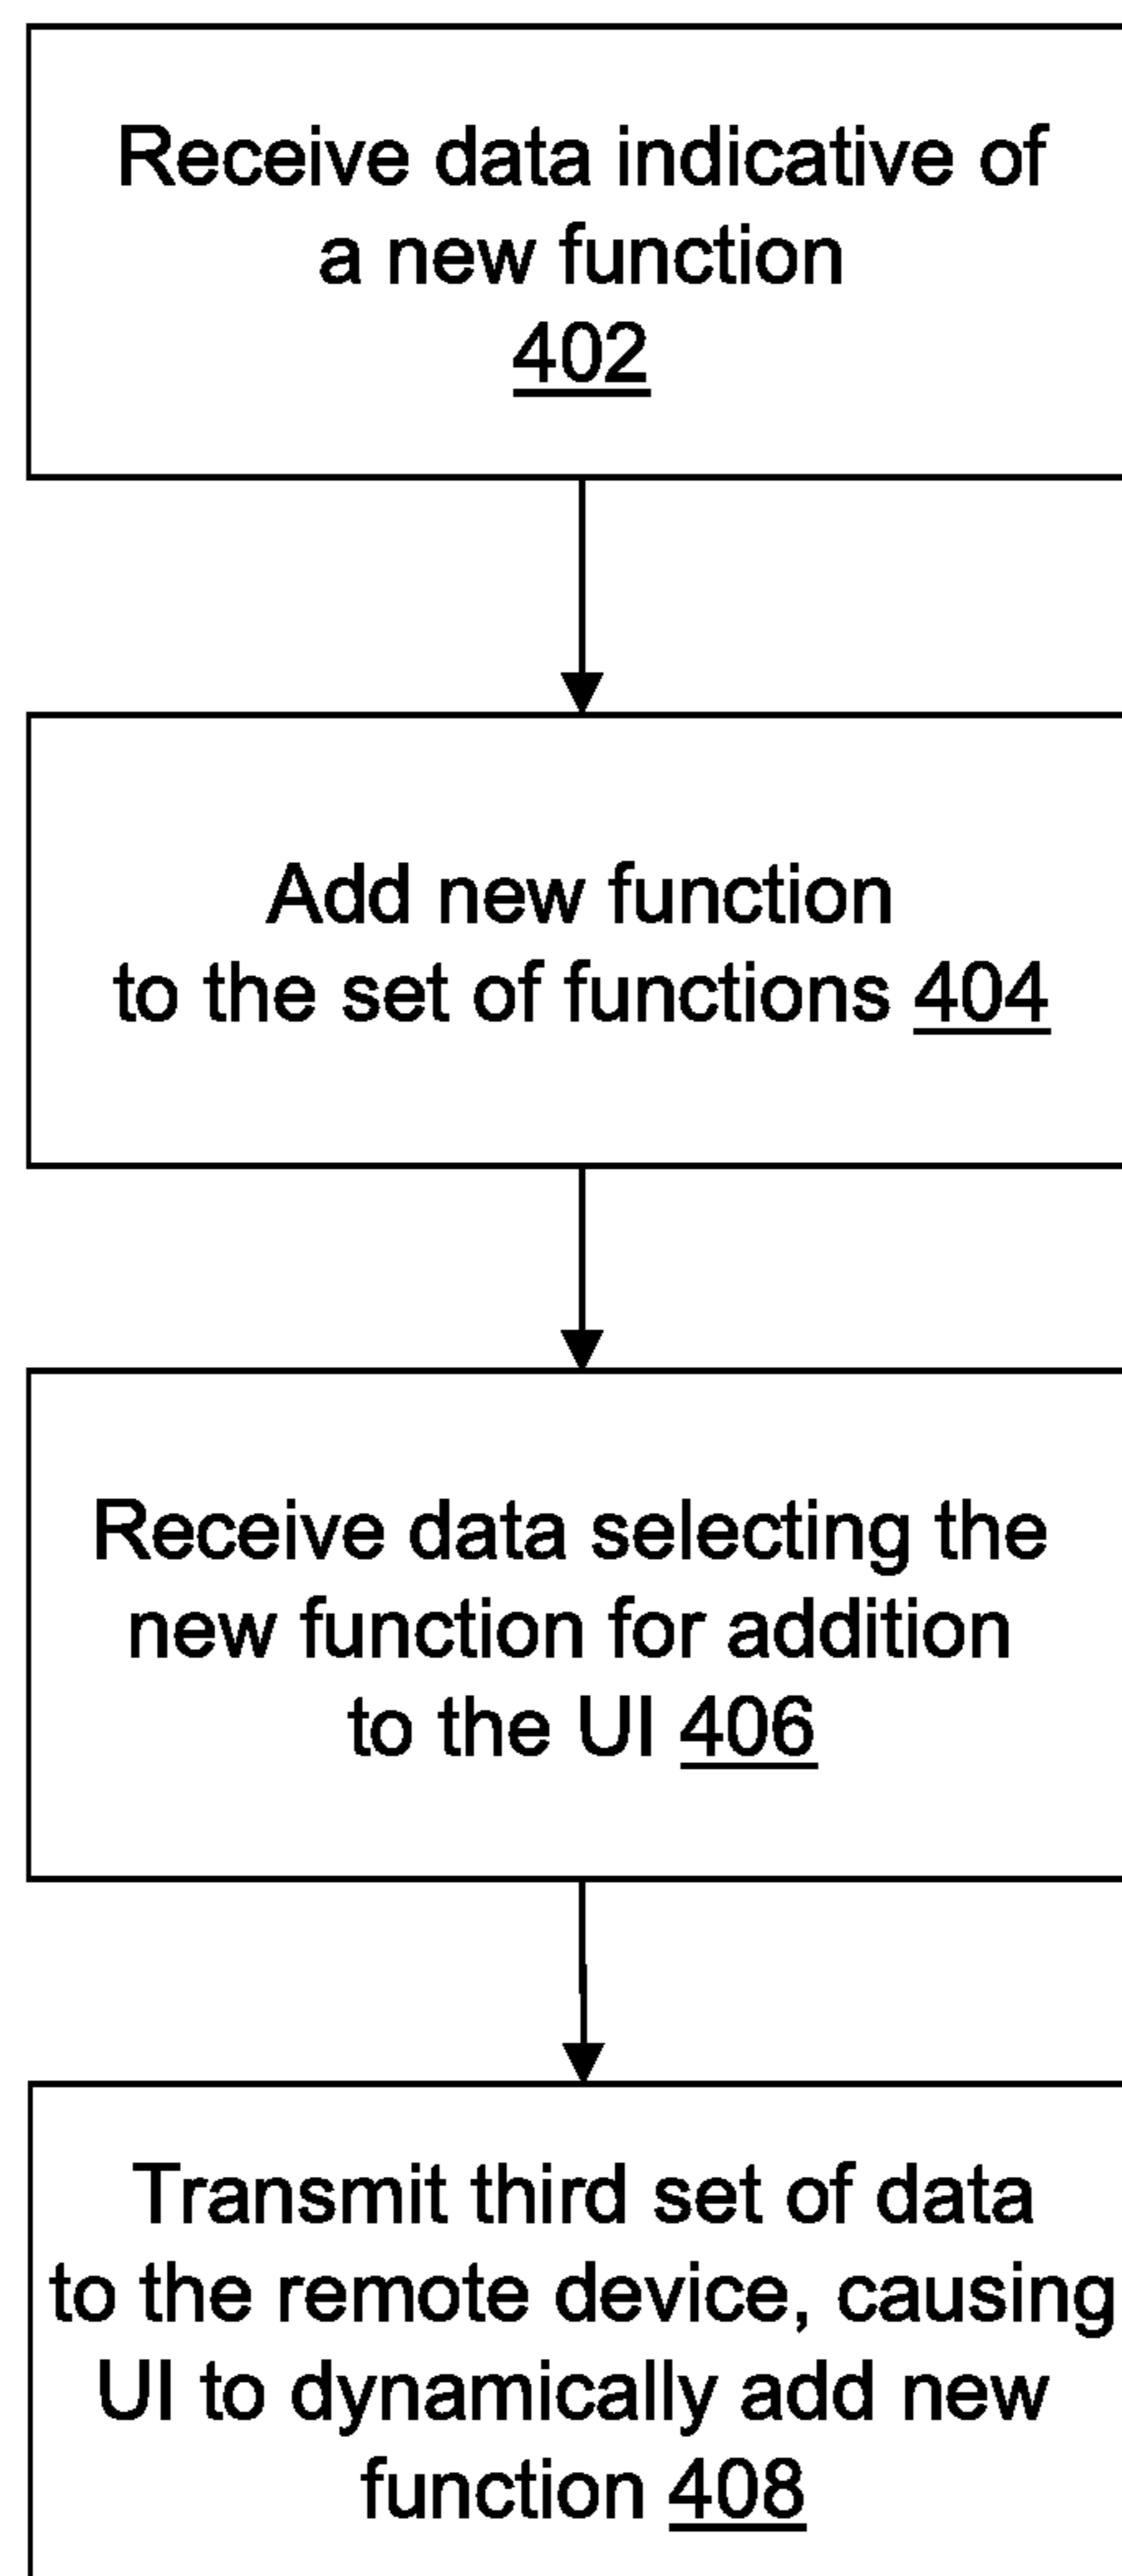 Receive data indicative of
a new function
402
Add new function
to the set of functions 404
Receive data selecting the
new function for addition
to the UI 406
Transmit third set of data
to the remote device, causing
UI to dynamically add new
function 408